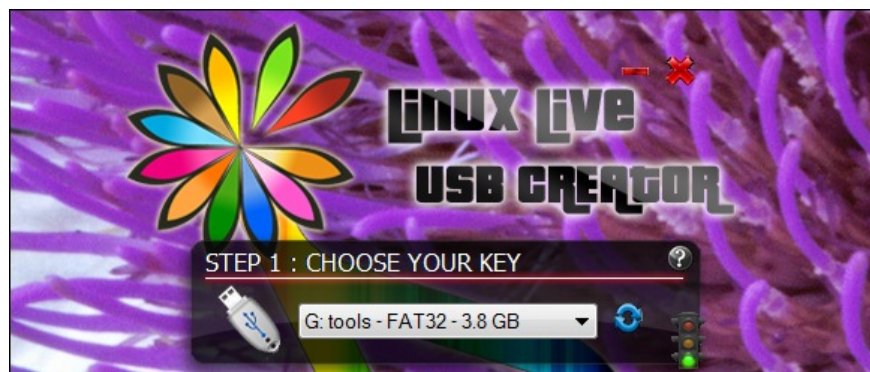 Linux Live
USB CREATOR
STEP 1 : CHOOSE YOUR KEY
?
G: tools - FAT32 - 3.8 GB